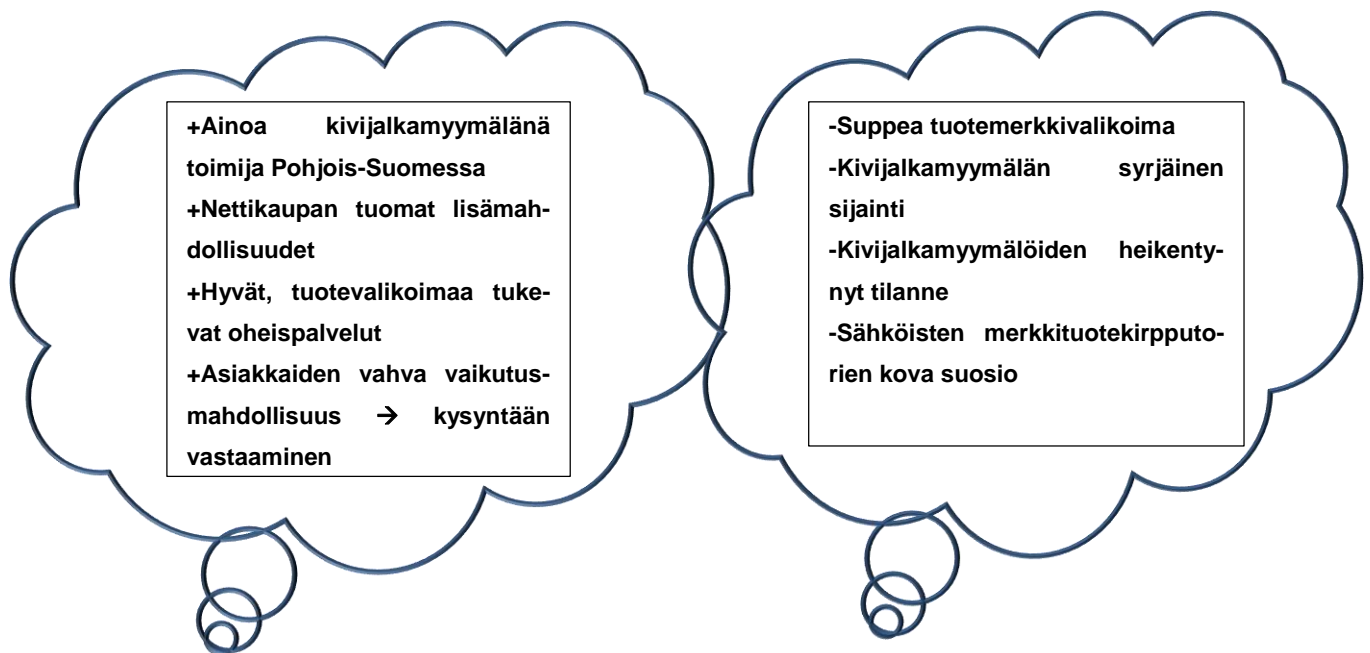 +Ainoa kivijalkamyymälänä
toimija Pohjois-Suomessa
+Nettikaupan tuomat lisämah-
dollisuudet
+Hyvät, tuotevalikoimaa tuke-
vat oheispalvelut
+Asiakkaiden vahva vaikutus-
mahdollisuus → kysyntään
vastaaminen
-Suppea tuotemerkkivalikoima
-Kivijalkamyymälän syrjäinen
sijainti
-Kivijalkamyymälöiden heikenty-
nyt tilanne
-Sähköisten merkkituotekirpputo-
rien kova suosio